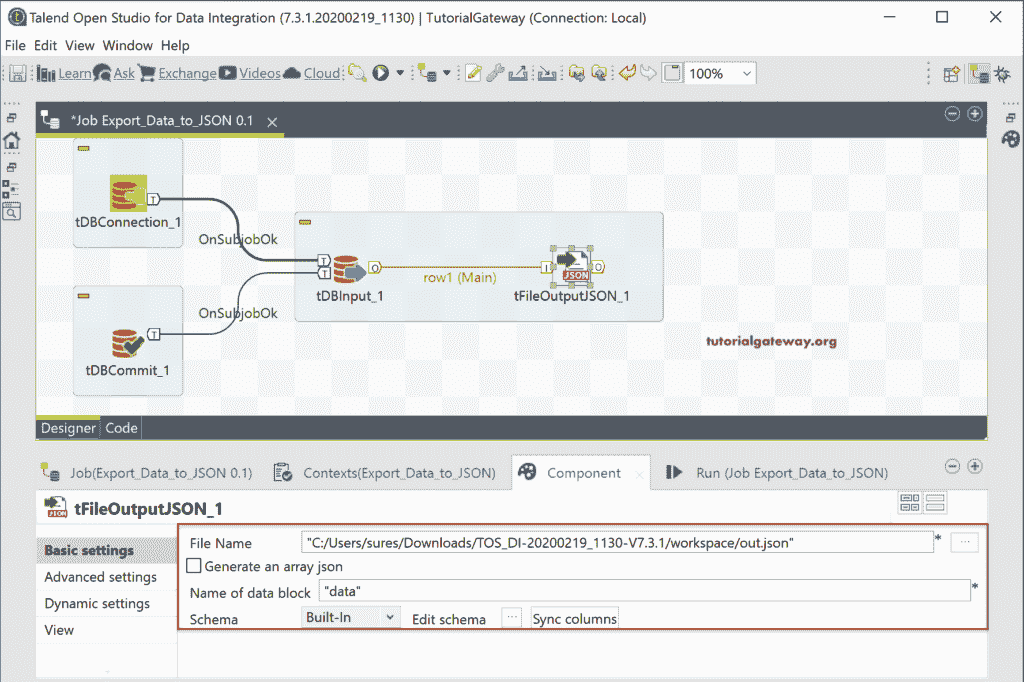 Talend Open Studio for Data Integration (7.3.1.20200219_1130) | TutorialGateway (Connection: Local)
File Edit View Window Help
Learn Ask Exchange Videos Cloud 100%
*Job Export_Data_to_JSON 0.1
T
tDBConnection_1
OnSubjobOk
T
T
O
I
O
JSON
row1 (Main)
tDBInput_1
tFileOutputJSON_1
OnSubjobOk
T
tDBCommit_1
tutorialgateway.org
Designer Code
Job(Export_Data_to_JSON 0.1) Contexts(Export_Data_to_JSON) Component Run (Job Export_Data_to_JSON)
JSON tFileOutputJSON_1
Basic settings
Advanced settings
Dynamic settings
View
File Name "C:/Users/sures/Downloads/TOS_DI-20200219_1130-V7.3.1/workspace/out.json" * ...
Generate an array json
Name of data block "data" *
Schema Built-In Edit schema ... Sync columns